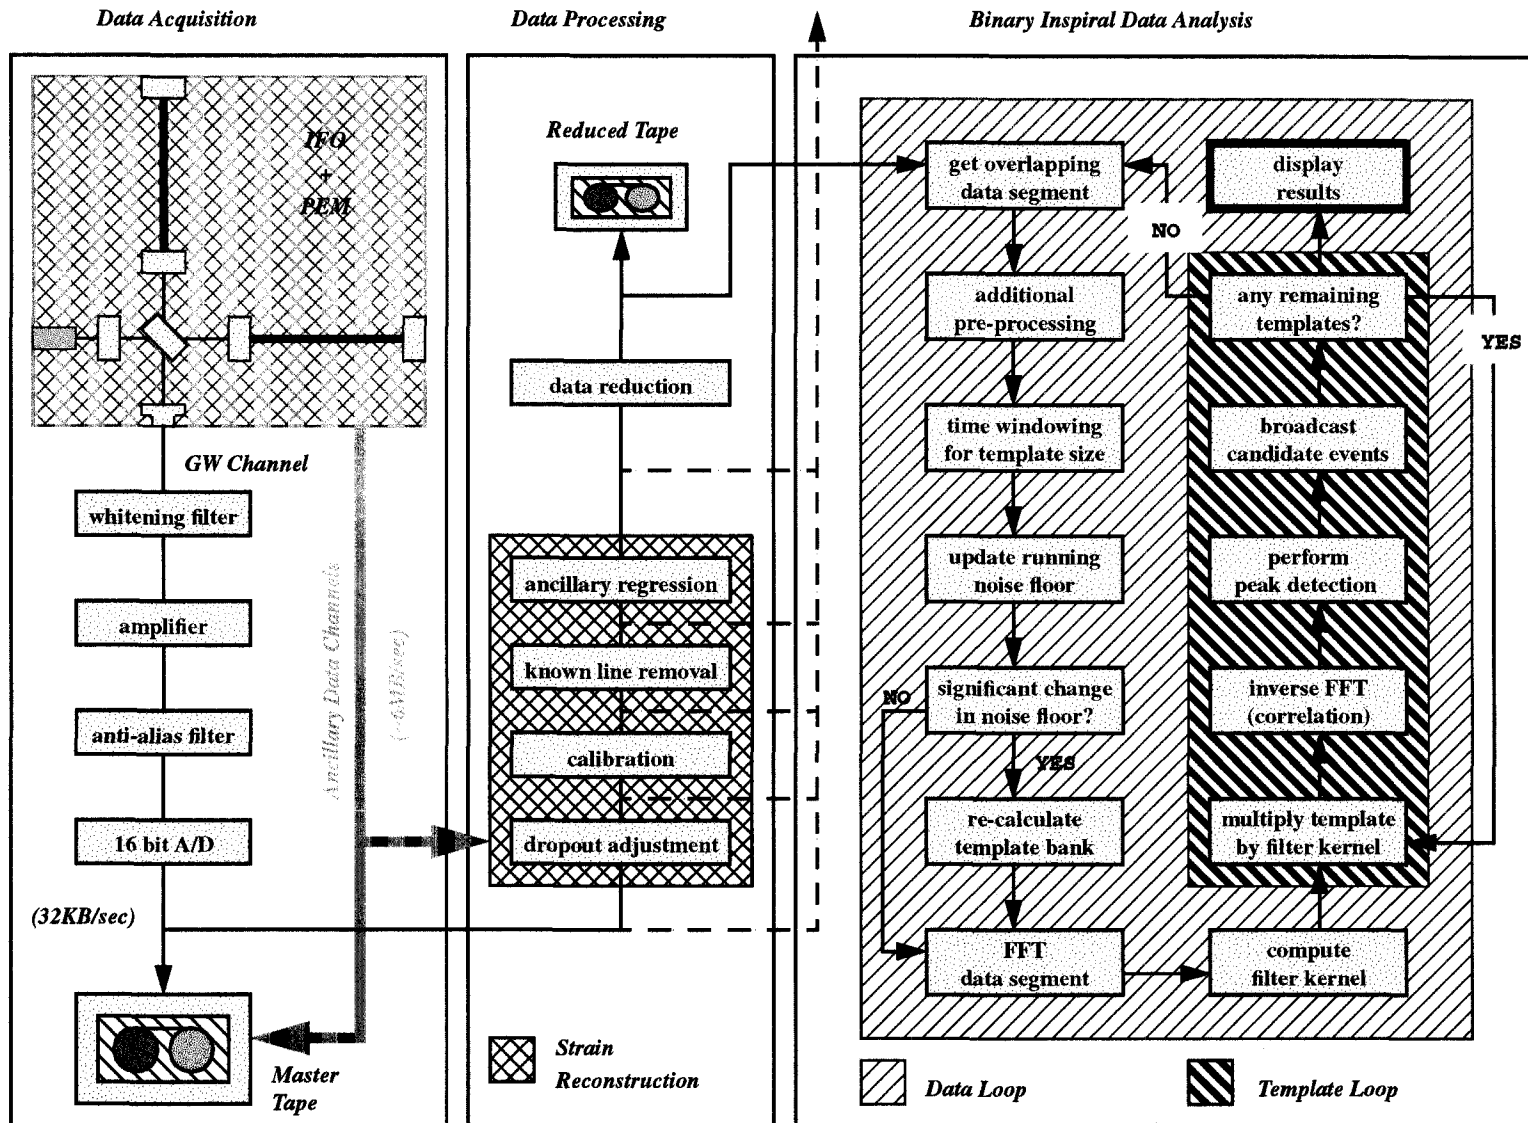 Data Acquisition
Data Processing
Binary Inspiral Data Analysis
IFO
+
PEM
GW Channel
whitening filter
amplifier
anti-alias filter
16 bit A/D
(32KB/sec)
Ancillary Data Channels
(~6MB/sec)
Master
Tape
Reduced Tape
data reduction
ancillary regression
known line removal
calibration
dropout adjustment
Strain
Reconstruction
get overlapping
data segment
additional
pre-processing
time windowing
for template size
update running
noise floor
significant change
in noise floor?
NO
YES
re-calculate
template bank
FFT
data segment
display
results
NO
any remaining
templates?
YES
broadcast
candidate events
perform
peak detection
inverse FFT
(correlation)
multiply template
by filter kernel
compute
filter kernel
Data Loop
Template Loop